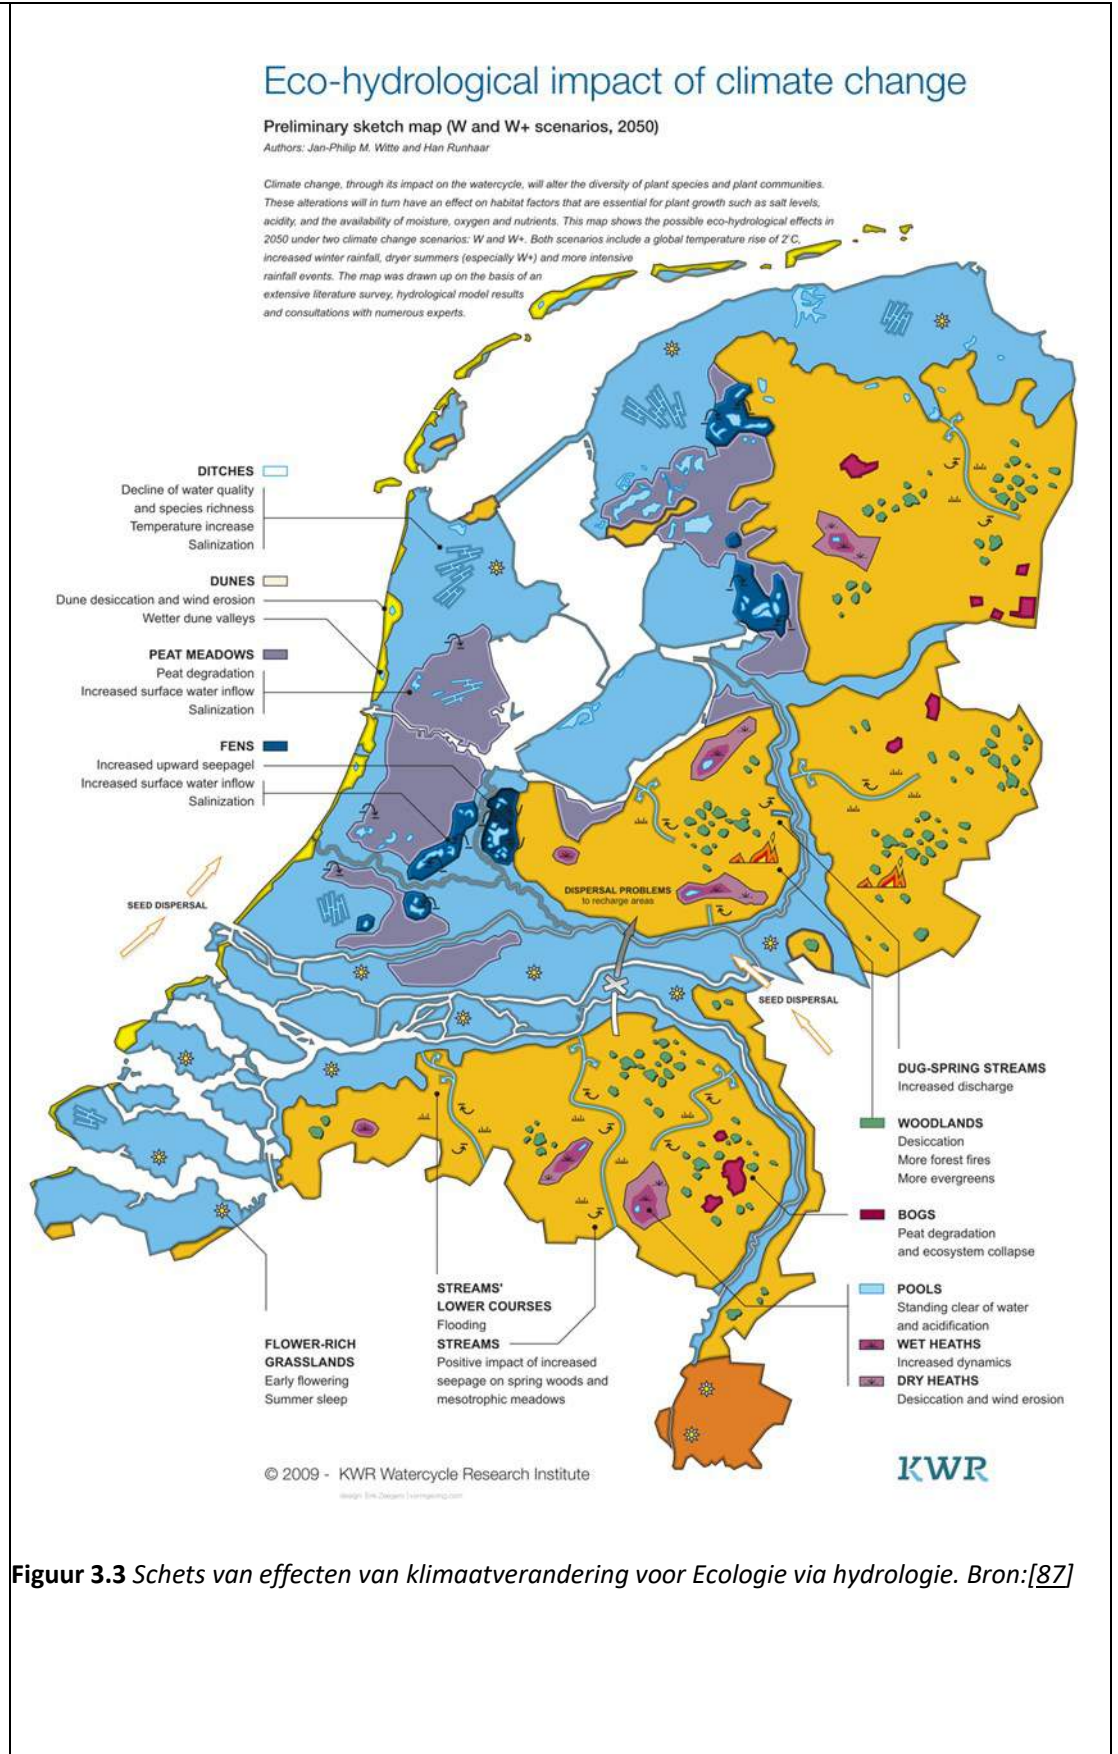 Eco-hydrological impact of climate change
Preliminary sketch map (W and W+ scenarios, 2050)
Authors: Jan-Philip M. Witte and Han Runhaar
Climate change, through its impact on the watercycle, will alter the diversity of plant species and plant communities.
These alterations will in turn have an effect on habitat factors that are essential for plant growth such as salt levels,
acidity, and the availability of moisture, oxygen and nutrients. This map shows the possible eco-hydrological effects in
2050 under two climate change scenarios: W and W+. Both scenarios include a global temperature rise of 2°C,
increased winter rainfall, dryer summers (especially W+) and more intensive
rainfall events. The map was drawn up on the basis of an
extensive literature survey, hydrological model results
and consultations with numerous experts.
DITCHES
Decline of water quality
and species richness
Temperature increase
Salinization
DUNES
Dune desiccation and wind erosion
Wetter dune valleys
PEAT MEADOWS
Peat degradation
Increased surface water inflow
Salinization
FENS
Increased upward seepagel
Increased surface water inflow
Salinization
SEED DISPERSAL
DISPERSAL PROBLEMS
to recharge areas
SEED DISPERSAL
DUG-SPRING STREAMS
Increased discharge
WOODLANDS
Desiccation
More forest fires
More evergreens
BOGS
Peat degradation
and ecosystem collapse
POOLS
Standing clear of water
and acidification
WET HEATHS
Increased dynamics
DRY HEATHS
Desiccation and wind erosion
STREAMS'
LOWER COURSES
Flooding
STREAMS
Positive impact of increased
seepage on spring woods and
mesotrophic meadows
FLOWER-RICH
GRASSLANDS
Early flowering
Summer sleep
© 2009 - KWR Watercycle Research Institute
KWR
Figuur 3.3 Schets van effecten van klimaatverandering voor Ecologie via hydrologie. Bron:[87]